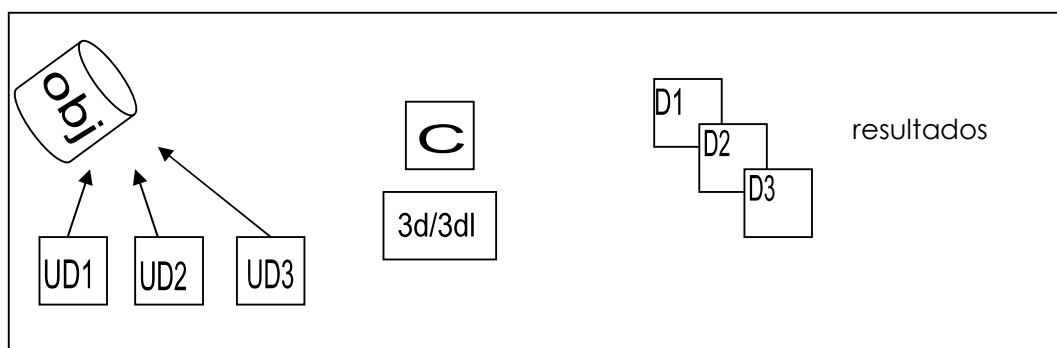 obj
C
D1
D2
D3
resultados
3d/3dl
UD1
UD2
UD3